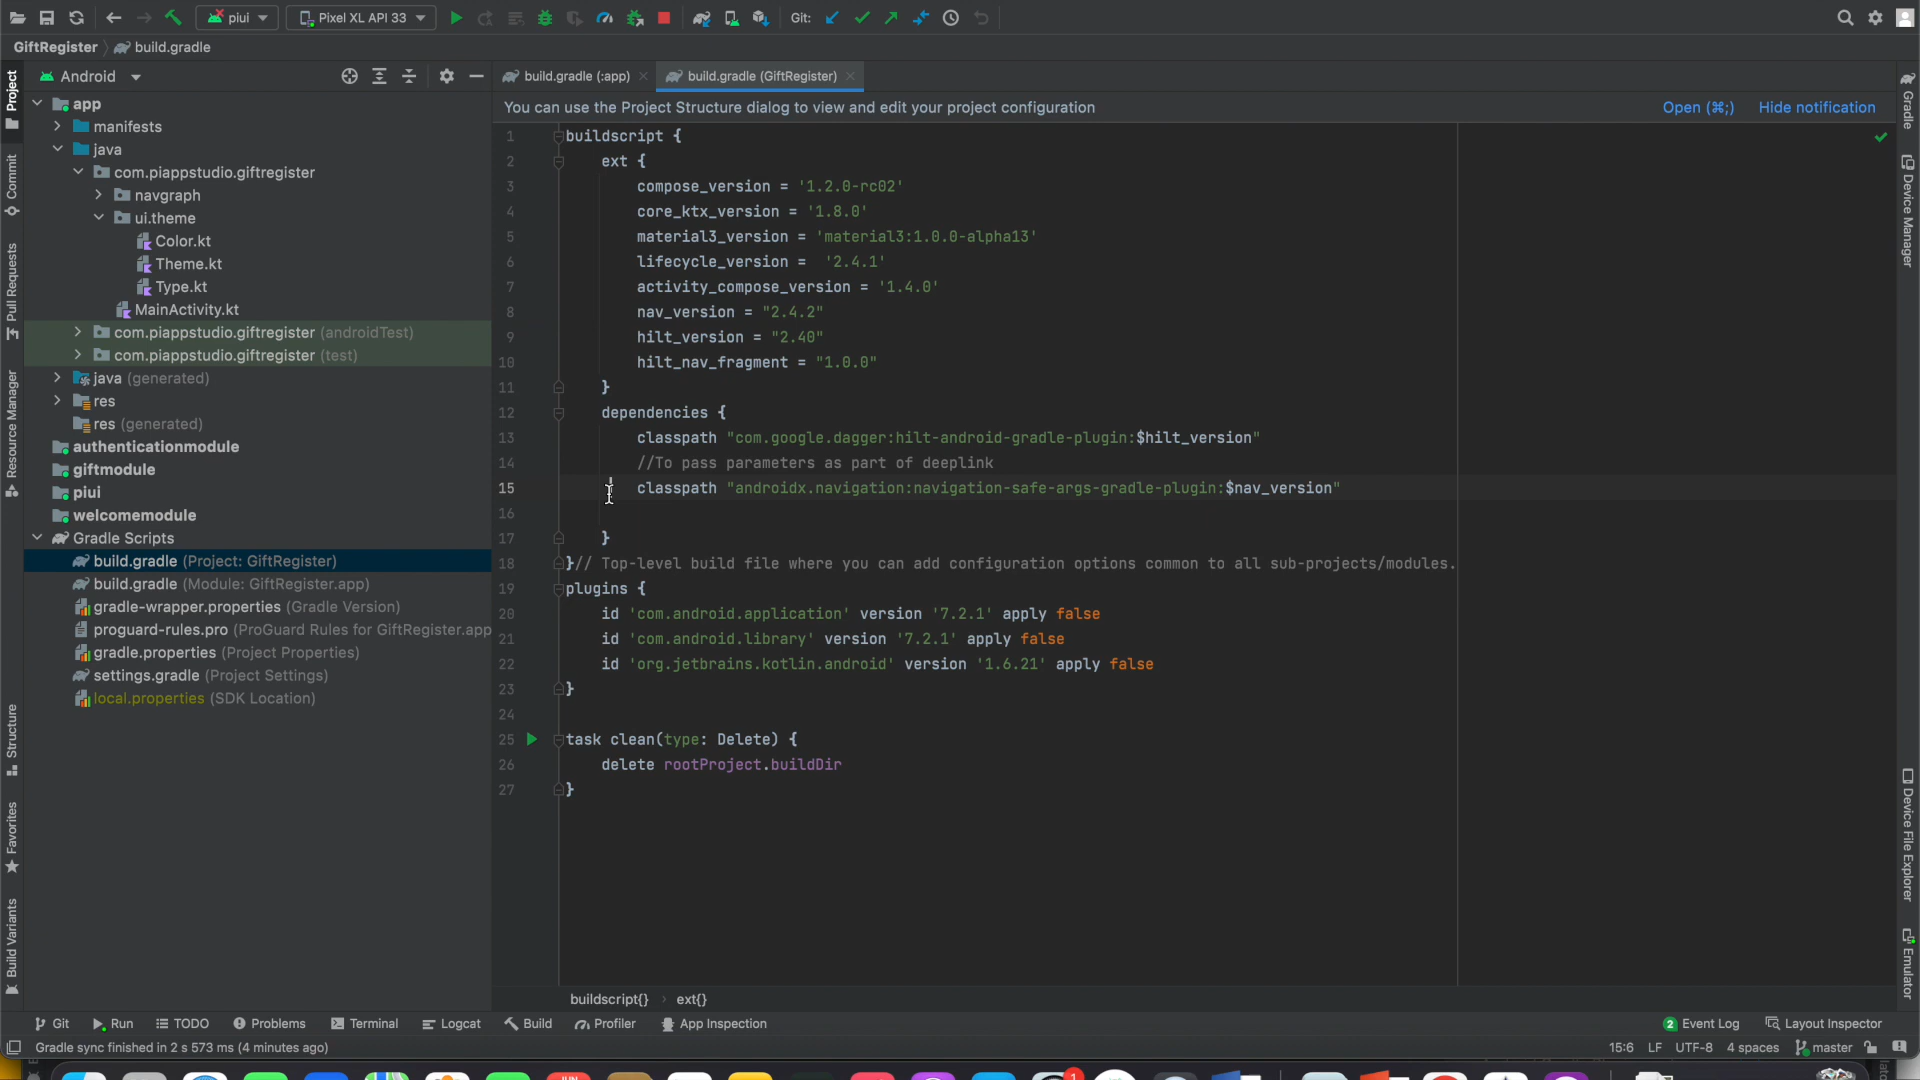 piui
Pixel XL API 33
Git:
GiftRegister
build.gradle
Android
build.gradle (:app)
build.gradle (GiftRegister)
You can use the Project Structure dialog to view and edit your project configuration
Open (⌘;)
Hide notification
Project
Commit
Pull Requests
Resource Manager
Structure
Favorites
Build Variants
app
manifests
java
com.piappstudio.giftregister
navgraph
ui.theme
Color.kt
Theme.kt
Type.kt
MainActivity.kt
com.piappstudio.giftregister (androidTest)
com.piappstudio.giftregister (test)
java (generated)
res
res (generated)
authenticationmodule
giftmodule
piui
welcomemodule
Gradle Scripts
build.gradle (Project: GiftRegister)
build.gradle (Module: GiftRegister.app)
gradle-wrapper.properties (Gradle Version)
proguard-rules.pro (ProGuard Rules for GiftRegister.app
gradle.properties (Project Properties)
settings.gradle (Project Settings)
local.properties (SDK Location)
1 buildscript {
2 ext {
3 compose_version = '1.2.0-rc02'
4 core_ktx_version = '1.8.0'
5 material3_version = 'material3:1.0.0-alpha13'
6 lifecycle_version =  '2.4.1'
7 activity_compose_version = '1.4.0'
8 nav_version = "2.4.2"
9 hilt_version = "2.40"
10 hilt_nav_fragment = "1.0.0"
11 }
12 dependencies {
13 classpath "com.google.dagger:hilt-android-gradle-plugin:$hilt_version"
14 //To pass parameters as part of deeplink
15 classpath "androidx.navigation:navigation-safe-args-gradle-plugin:$nav_version"
16
17 }
18 }// Top-level build file where you can add configuration options common to all sub-projects/modules.
19 plugins {
20 id 'com.android.application' version '7.2.1' apply false
21 id 'com.android.library' version '7.2.1' apply false
22 id 'org.jetbrains.kotlin.android' version '1.6.21' apply false
23 }
24
25 task clean(type: Delete) {
26 delete rootProject.buildDir
27 }
Gradle
Device Manager
Device File Explorer
Emulator
buildscript{} › ext{}
Git
Run
TODO
Problems
Terminal
Logcat
Build
Profiler
App Inspection
2 Event Log
Layout Inspector
Gradle sync finished in 2 s 573 ms (4 minutes ago)
15:6
LF
UTF-8
4 spaces
master
JUN
1